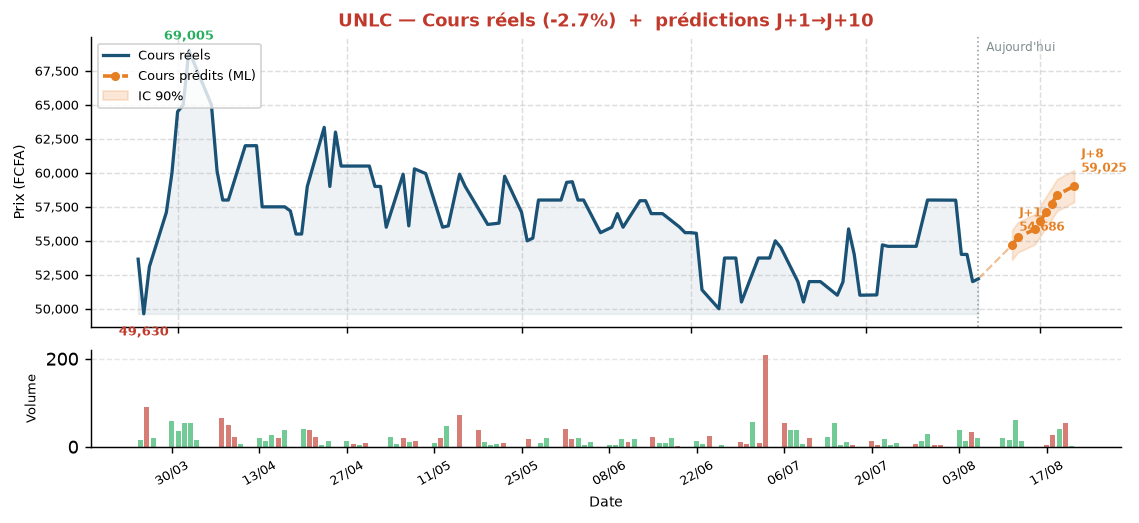 UNLC — Cours réels (-2.7%)  +  prédictions J+1→J+10
69,005
Aujourd'hui
Cours réels
Cours prédits (ML)
IC 90%
Prix (FCFA)
67,500
65,000
62,500
60,000
57,500
55,000
52,500
50,000
J+8
59,025
J+1
54,686
49,630
Volume
200
0
30/03
13/04
27/04
11/05
25/05
08/06
22/06
06/07
20/07
03/08
17/08
Date